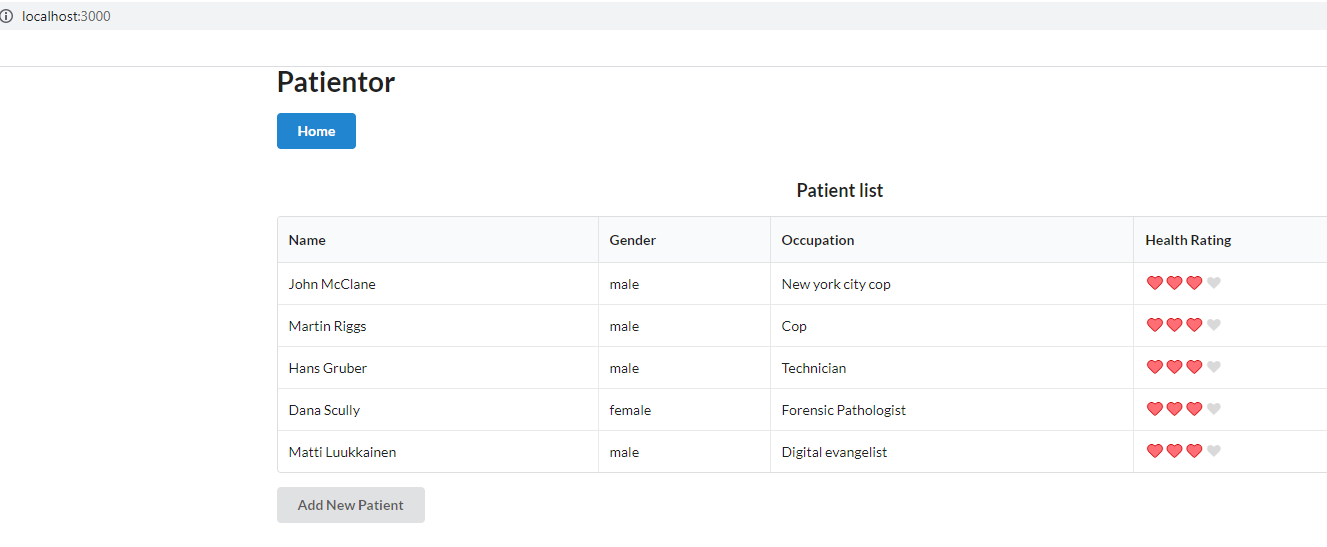 localhost:3000
Patientor
Home
Patient list
Name Gender Occupation Health Rating
John McClane male New york city cop
Martin Riggs male Cop
Hans Gruber male Technician
Dana Scully female Forensic Pathologist
Matti Luukkainen male Digital evangelist
Add New Patient